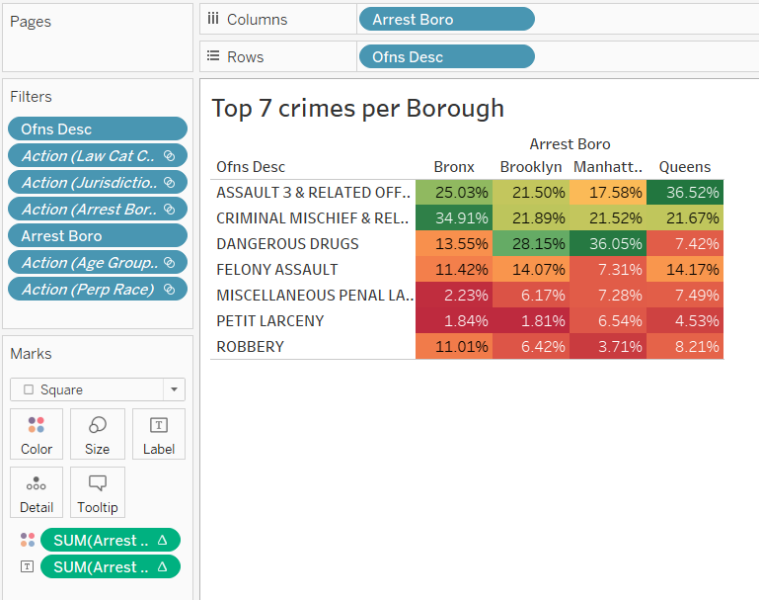 Pages
Columns Arrest Boro
Rows Ofns Desc
Filters
Ofns Desc
Action (Law Cat C..
Action (Jurisdictio..
Action (Arrest Bor..
Arrest Boro
Action (Age Group..
Action (Perp Race)
Marks
Square
Color Size Label
Detail Tooltip
SUM(Arrest ..
SUM(Arrest ..
Top 7 crimes per Borough
Arrest Boro
Ofns Desc Bronx Brooklyn Manhatt.. Queens
ASSAULT 3 & RELATED OFF.. 25.03% 21.50% 17.58% 36.52%
CRIMINAL MISCHIEF & REL.. 34.91% 21.89% 21.52% 21.67%
DANGEROUS DRUGS 13.55% 28.15% 36.05% 7.42%
FELONY ASSAULT 11.42% 14.07% 7.31% 14.17%
MISCELLANEOUS PENAL LA.. 2.23% 6.17% 7.28% 7.49%
PETIT LARCENY 1.84% 1.81% 6.54% 4.53%
ROBBERY 11.01% 6.42% 3.71% 8.21%